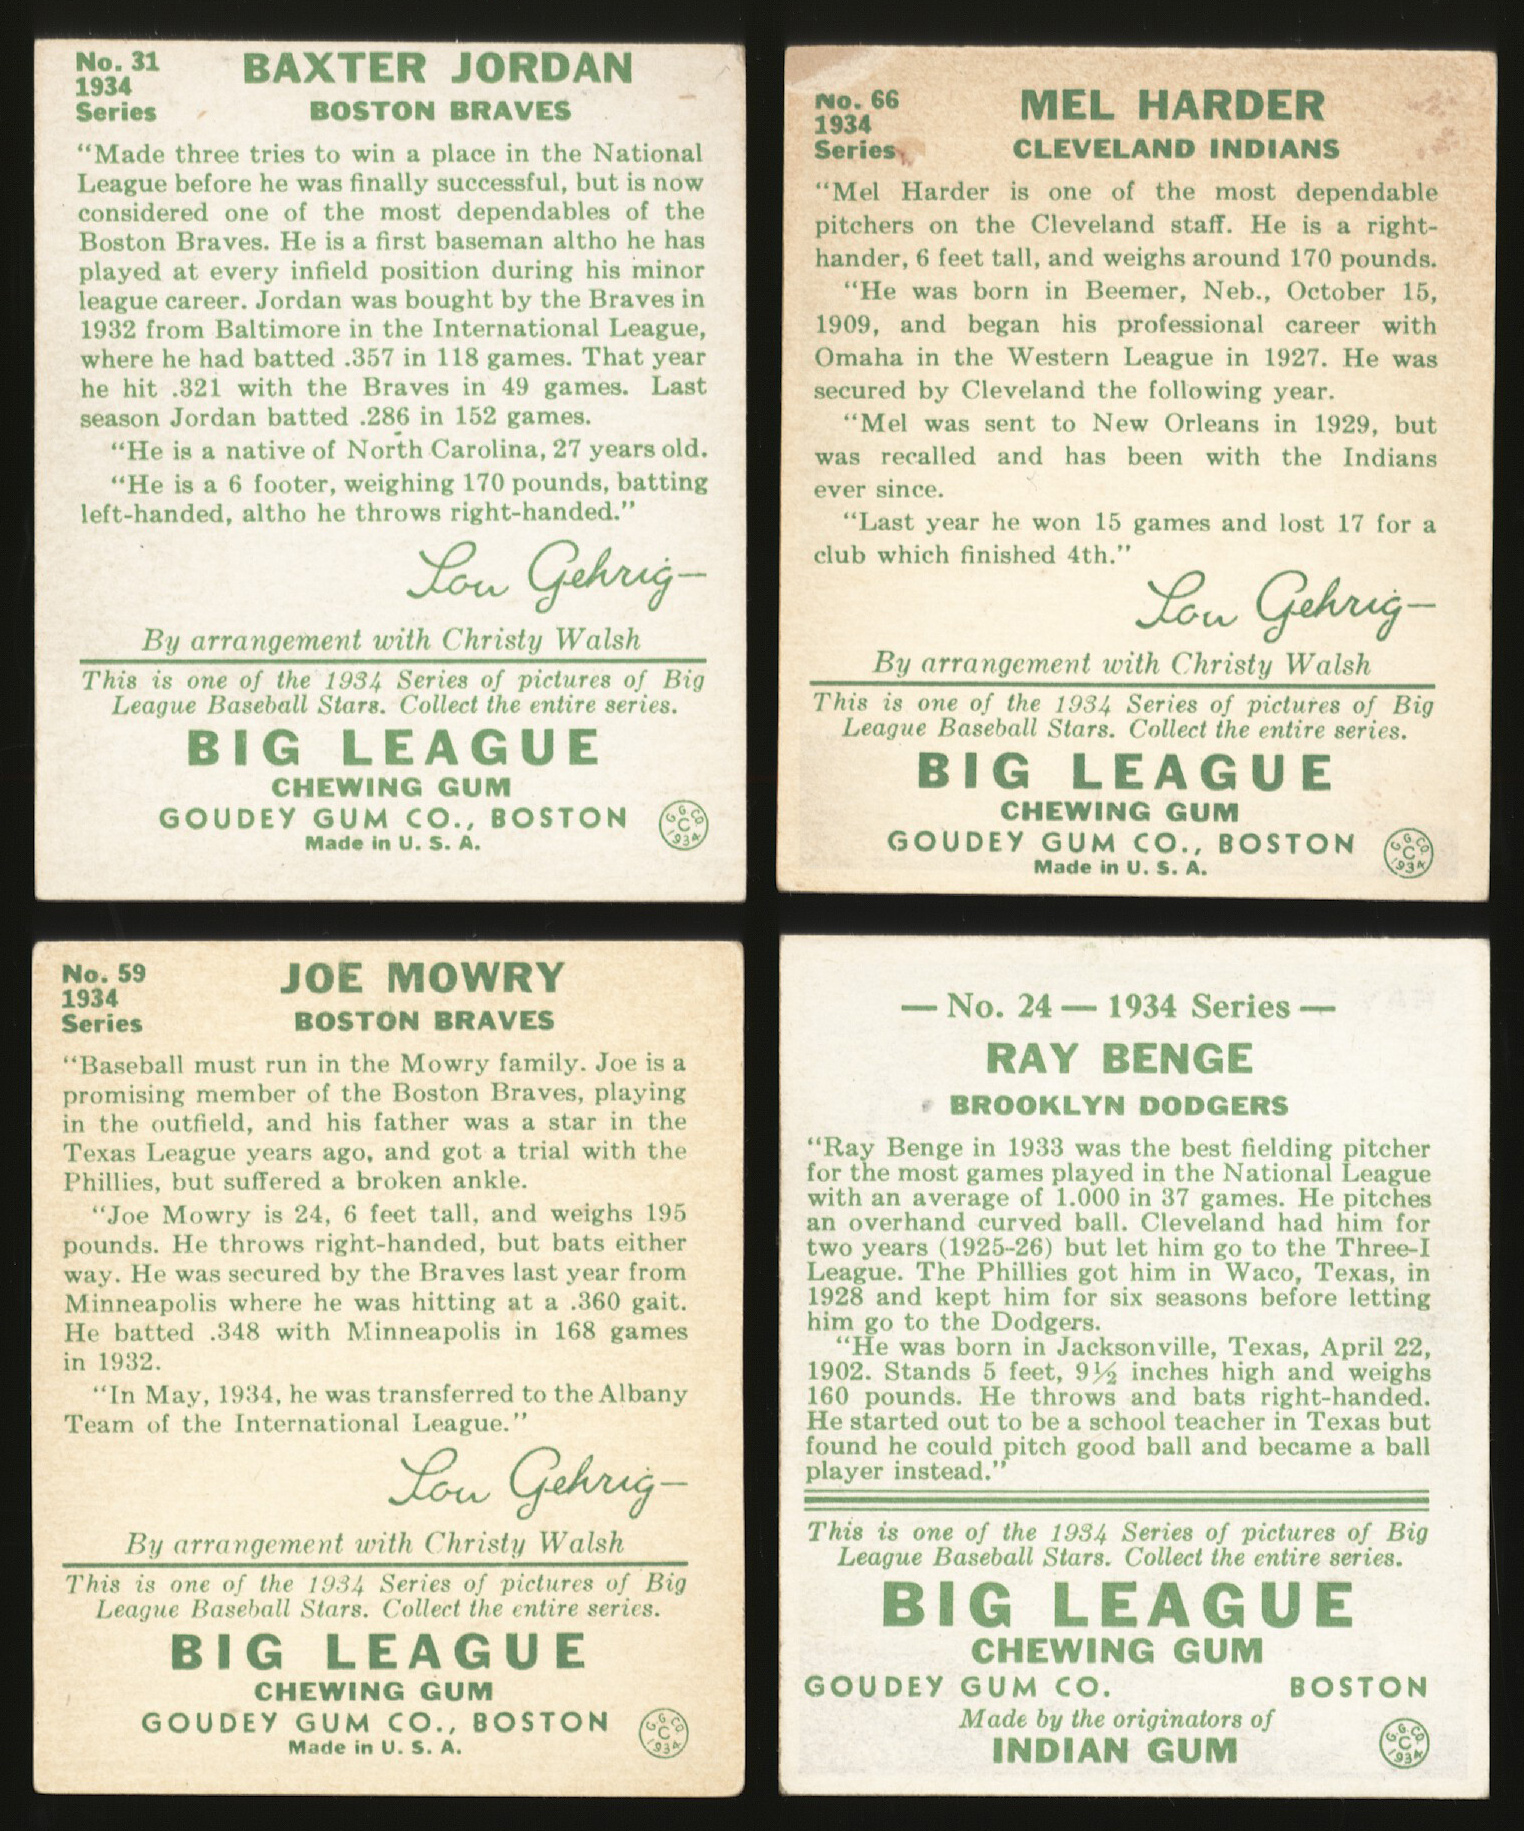 No. 31
1934
Series
BAXTER JORDAN
BOSTON BRAVES
“Made three tries to win a place in the National
League before he was finally successful, but is now
considered one of the most dependables of the
Boston Braves. He is a first baseman altho he has
played at every infield position during his minor
league career. Jordan was bought by the Braves in
1932 from Baltimore in the International League,
where he had batted .357 in 118 games. That year
he hit .321 with the Braves in 49 games. Last
season Jordan batted .286 in 152 games.
“He is a native of North Carolina, 27 years old.
“He is a 6 footer, weighing 170 pounds, batting
left-handed, altho he throws right-handed.”
Lou Gehrig—
By arrangement with Christy Walsh
This is one of the 1934 Series of pictures of Big
League Baseball Stars. Collect the entire series.
BIG LEAGUE
CHEWING GUM
GOUDEY GUM CO., BOSTON
Made in U. S. A.
G. G. CO.
C
1934
No. 66
1934
Series
MEL HARDER
CLEVELAND INDIANS
“Mel Harder is one of the most dependable
pitchers on the Cleveland staff. He is a right-
hander, 6 feet tall, and weighs around 170 pounds.
“He was born in Beemer, Neb., October 15,
1909, and began his professional career with
Omaha in the Western League in 1927. He was
secured by Cleveland the following year.
“Mel was sent to New Orleans in 1929, but
was recalled and has been with the Indians
ever since.
“Last year he won 15 games and lost 17 for a
club which finished 4th.”
Lou Gehrig—
By arrangement with Christy Walsh
This is one of the 1934 Series of pictures of Big
League Baseball Stars. Collect the entire series.
BIG LEAGUE
CHEWING GUM
GOUDEY GUM CO., BOSTON
Made in U. S. A.
G. G. CO.
C
1934
No. 59
1934
Series
JOE MOWRY
BOSTON BRAVES
“Baseball must run in the Mowry family. Joe is a
promising member of the Boston Braves, playing
in the outfield, and his father was a star in the
Texas League years ago, and got a trial with the
Phillies, but suffered a broken ankle.
“Joe Mowry is 24, 6 feet tall, and weighs 195
pounds. He throws right-handed, but bats either
way. He was secured by the Braves last year from
Minneapolis where he was hitting at a .360 gait.
He batted .348 with Minneapolis in 168 games
in 1932.
“In May, 1934, he was transferred to the Albany
Team of the International League.”
Lou Gehrig—
By arrangement with Christy Walsh
This is one of the 1934 Series of pictures of Big
League Baseball Stars. Collect the entire series.
BIG LEAGUE
CHEWING GUM
GOUDEY GUM CO., BOSTON
Made in U. S. A.
G. G. CO.
C
1934
— No. 24 — 1934 Series —
RAY BENGE
BROOKLYN DODGERS
“Ray Benge in 1933 was the best fielding pitcher
for the most games played in the National League
with an average of 1.000 in 37 games. He pitches
an overhand curved ball. Cleveland had him for
two years (1925-26) but let him go to the Three-I
League. The Phillies got him in Waco, Texas, in
1928 and kept him for six seasons before letting
him go to the Dodgers.
“He was born in Jacksonville, Texas, April 22,
1902. Stands 5 feet, 9½ inches high and weighs
160 pounds. He throws and bats right-handed.
He started out to be a school teacher in Texas but
found he could pitch good ball and became a ball
player instead.”
This is one of the 1934 Series of pictures of Big
League Baseball Stars. Collect the entire series.
BIG LEAGUE
CHEWING GUM
GOUDEY GUM CO. BOSTON
Made by the originators of
INDIAN GUM
G. G. CO.
C
1934